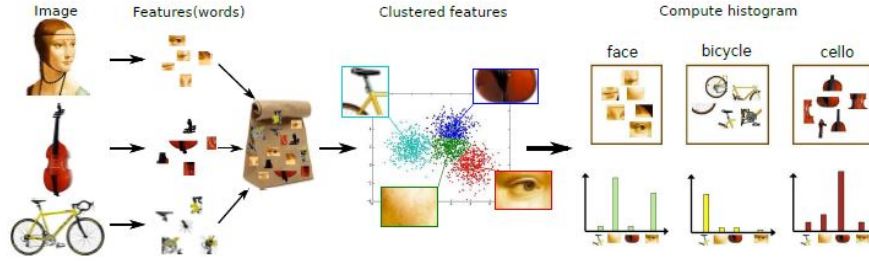 Image
Features(words)
Clustered features
Compute histogram
face
bicycle
cello